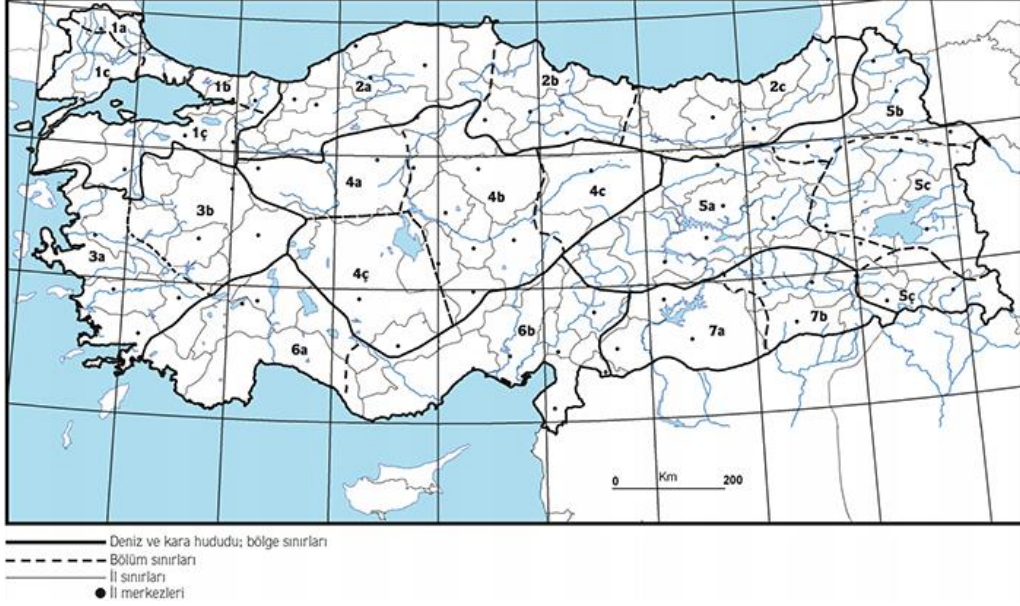 1a
1c
1b
2a
2b
2c
5b
1ç
4a
4b
4c
5a
5c
3b
3a
4ç
5ç
6a
6b
7a
7b
0 Km 200
Deniz ve kara hududu; bölge sınırları
Bölüm sınırları
İl sınırları
İl merkezleri